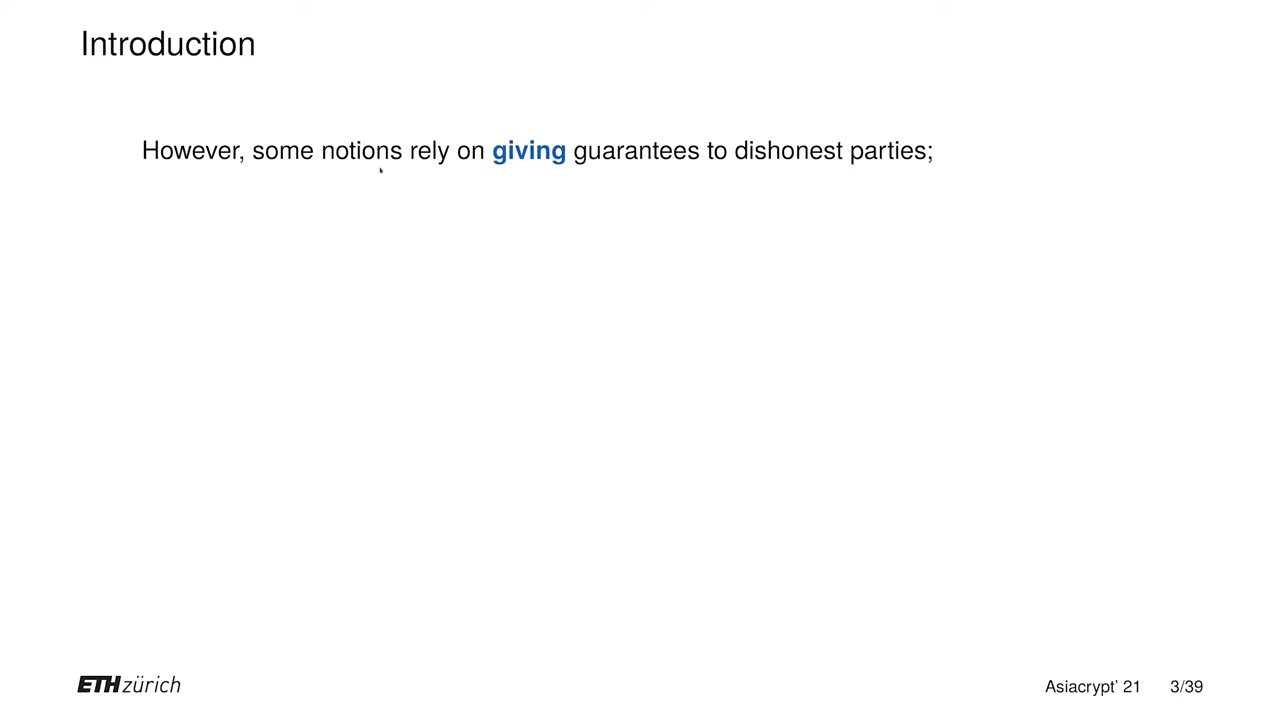 Introduction
However, some notions rely on giving guarantees to dishonest parties;
ETH zürich
Asiacrypt' 21 3/39